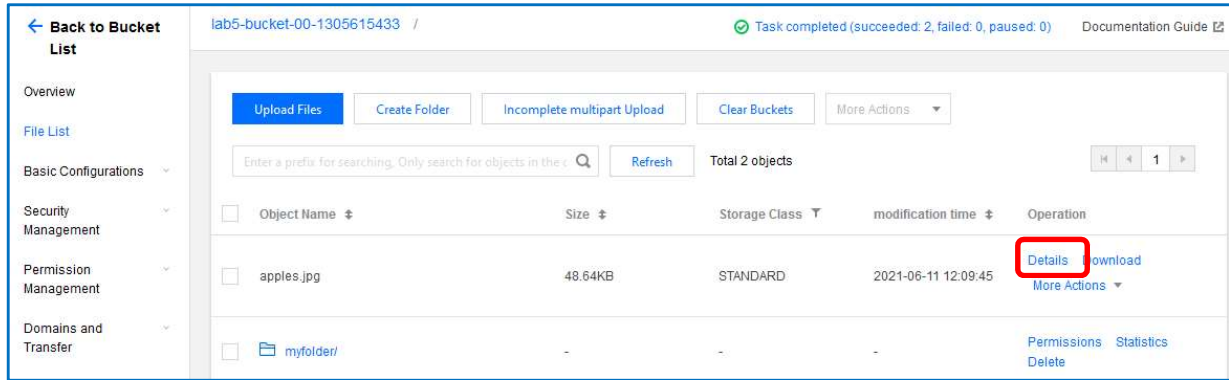 ← Back to Bucket List
lab5-bucket-00-1305615433 /
Task completed (succeeded: 2, failed: 0, paused: 0) Documentation Guide
Overview
File List
Basic Configurations
Security Management
Permission Management
Domains and Transfer
Upload Files Create Folder Incomplete multipart Upload Clear Buckets More Actions
Enter a prefix for searching, Only search for objects in the c Refresh Total 2 objects 1
Object Name Size Storage Class modification time Operation
apples.jpg 48.64KB STANDARD 2021-06-11 12:09:45 Details Download
More Actions
myfolder/ - - - Permissions Statistics
Delete